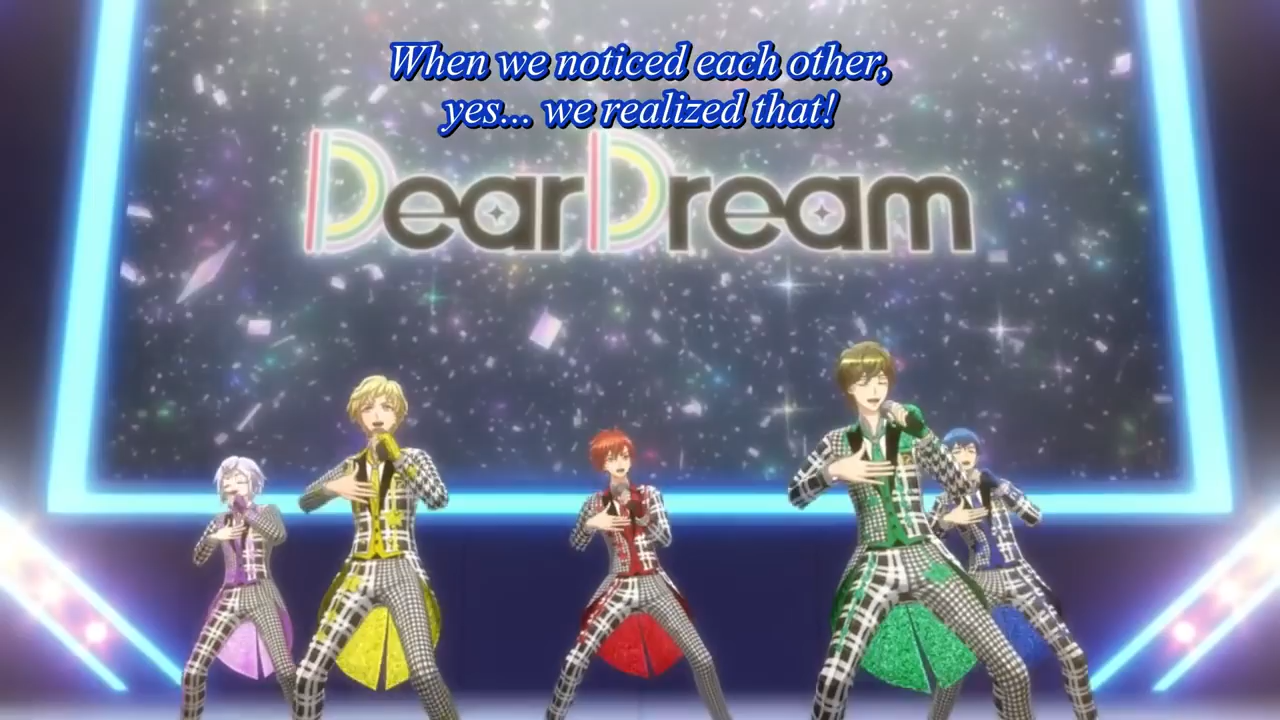 When we noticed each other,
yes... we realized that!
DearDream